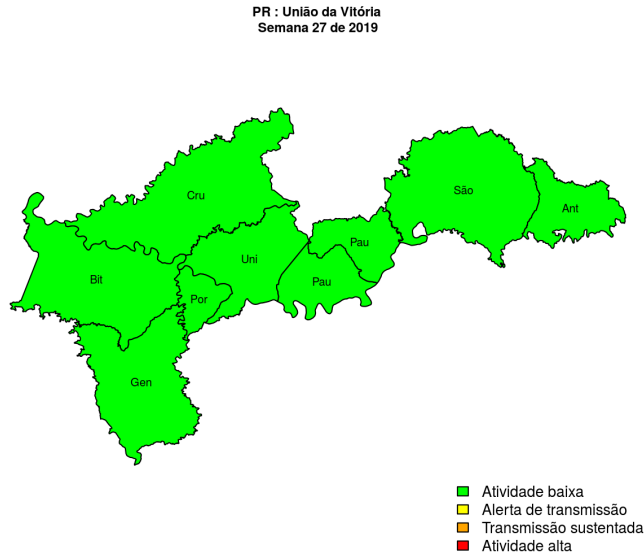 PR : União da Vitória
Semana 27 de 2019
Cru
São
Ant
Pau
Uni
Bit
Pau
Por
Gen
Atividade baixa
Alerta de transmissão
Transmissão sustentada
Atividade alta